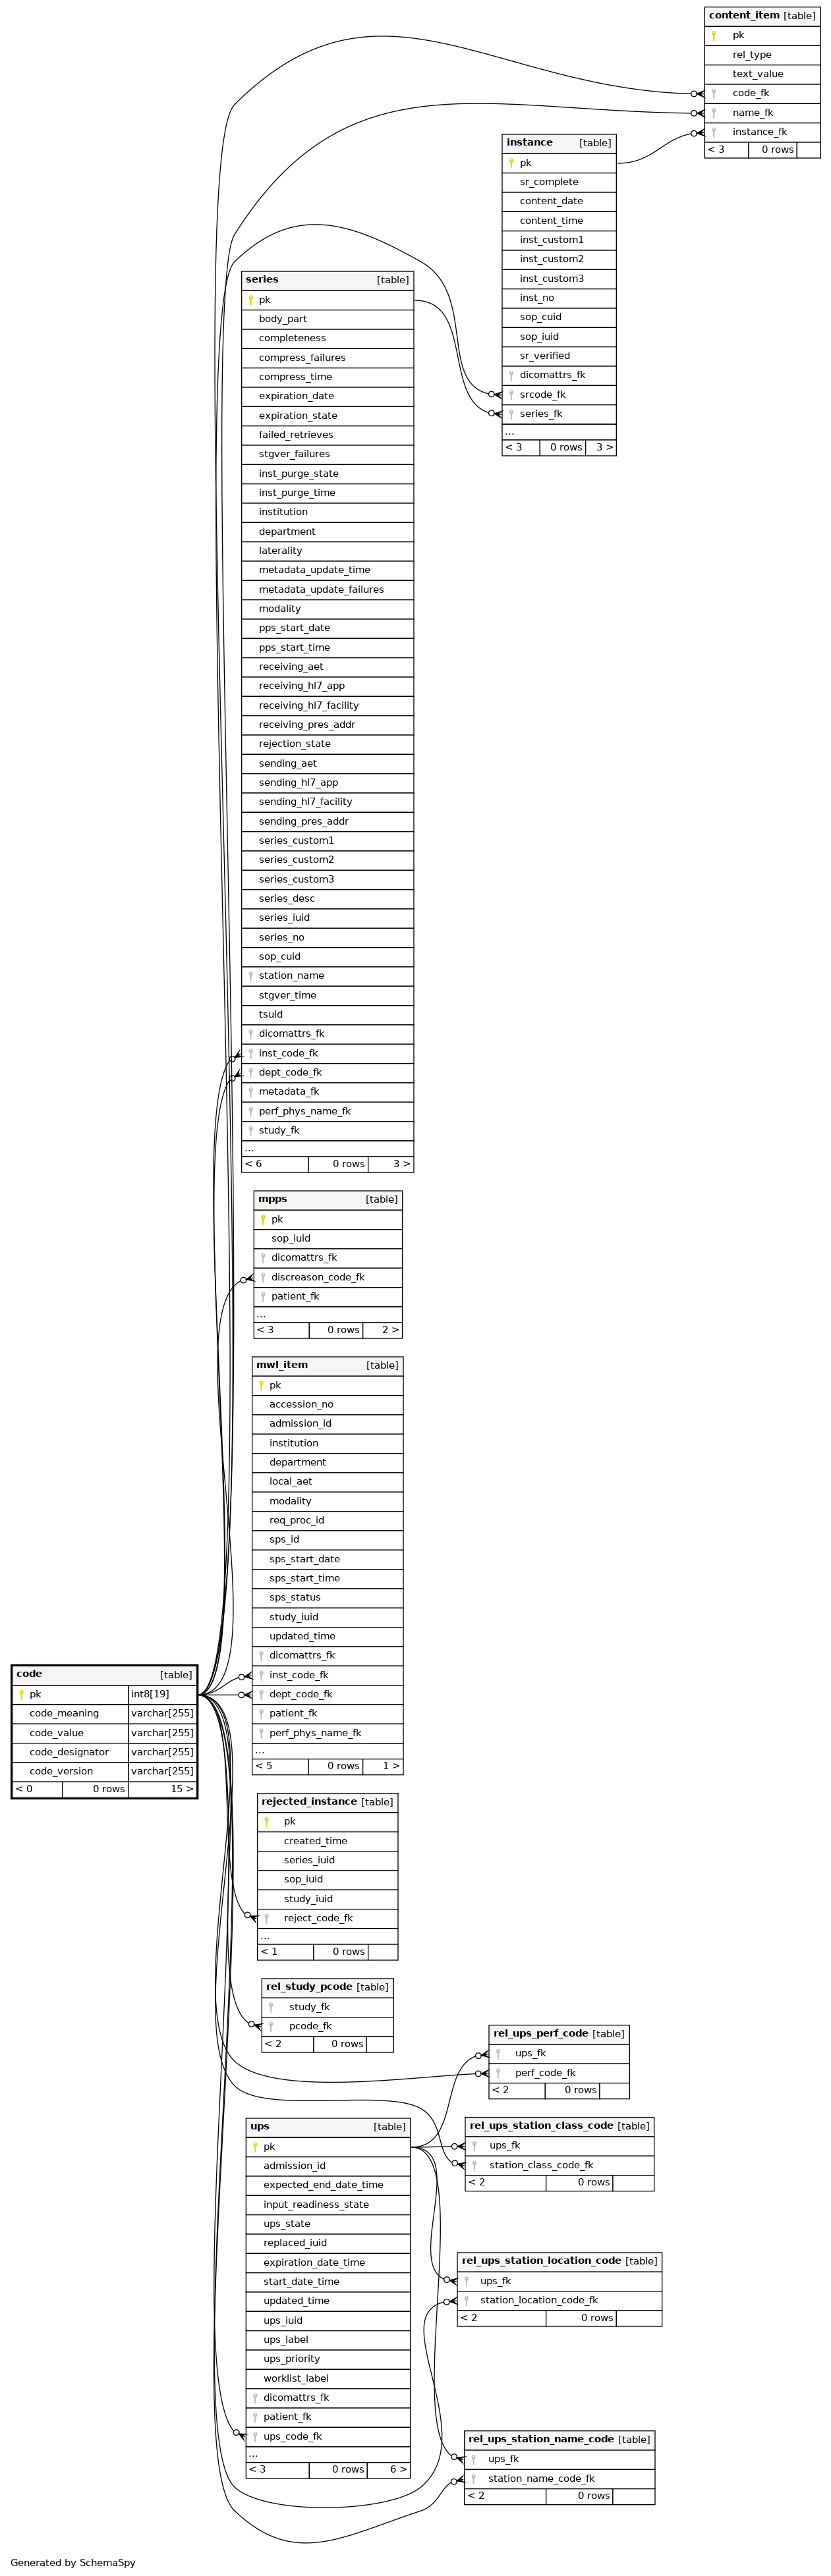 content_item [table]
pk
rel_type
text_value
code_fk
name_fk
instance_fk
< 3 0 rows
instance [table]
pk
sr_complete
content_date
content_time
inst_custom1
inst_custom2
inst_custom3
inst_no
sop_cuid
sop_iuid
sr_verified
dicomattrs_fk
srcode_fk
series_fk
...
< 3 0 rows 3 >
series [table]
pk
body_part
completeness
compress_failures
compress_time
expiration_date
expiration_state
failed_retrieves
stgver_failures
inst_purge_state
inst_purge_time
institution
department
laterality
metadata_update_time
metadata_update_failures
modality
pps_start_date
pps_start_time
receiving_aet
receiving_hl7_app
receiving_hl7_facility
receiving_pres_addr
rejection_state
sending_aet
sending_hl7_app
sending_hl7_facility
sending_pres_addr
series_custom1
series_custom2
series_custom3
series_desc
series_iuid
series_no
sop_cuid
station_name
stgver_time
tsuid
dicomattrs_fk
inst_code_fk
dept_code_fk
metadata_fk
perf_phys_name_fk
study_fk
...
< 6 0 rows 3 >
mpps [table]
pk
sop_iuid
dicomattrs_fk
discreason_code_fk
patient_fk
...
< 3 0 rows 2 >
mwl_item [table]
pk
accession_no
admission_id
institution
department
local_aet
modality
req_proc_id
sps_id
sps_start_date
sps_start_time
sps_status
study_iuid
updated_time
dicomattrs_fk
inst_code_fk
dept_code_fk
patient_fk
perf_phys_name_fk
...
< 5 0 rows 1 >
code [table]
pk int8[19]
code_meaning varchar[255]
code_value varchar[255]
code_designator varchar[255]
code_version varchar[255]
< 0 0 rows 15 >
rejected_instance [table]
pk
created_time
series_iuid
sop_iuid
study_iuid
reject_code_fk
...
< 1 0 rows
rel_study_pcode [table]
study_fk
pcode_fk
< 2 0 rows
rel_ups_perf_code [table]
ups_fk
perf_code_fk
< 2 0 rows
rel_ups_station_class_code [table]
ups_fk
station_class_code_fk
< 2 0 rows
ups [table]
pk
admission_id
expected_end_date_time
input_readiness_state
ups_state
replaced_iuid
expiration_date_time
start_date_time
updated_time
ups_iuid
ups_label
ups_priority
worklist_label
dicomattrs_fk
patient_fk
ups_code_fk
...
< 3 0 rows 6 >
rel_ups_station_location_code [table]
ups_fk
station_location_code_fk
< 2 0 rows
rel_ups_station_name_code [table]
ups_fk
station_name_code_fk
< 2 0 rows
Generated by SchemaSpy